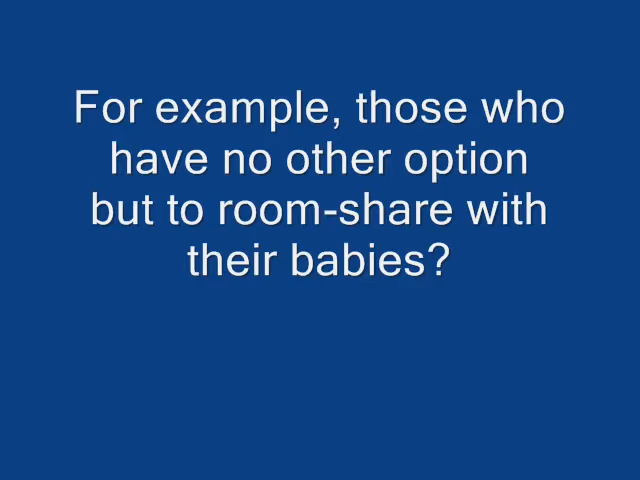 For example, those who
have no other option
but to room-share with
their babies?